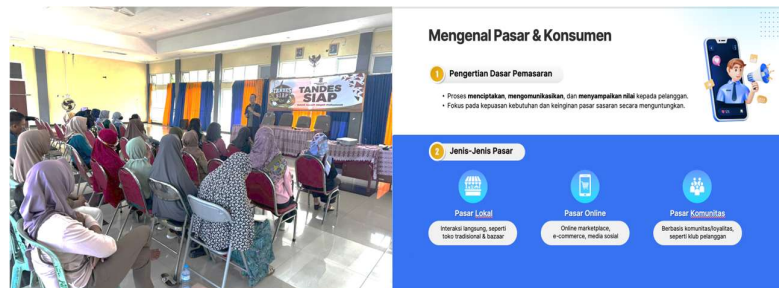 TANDES
SIAP
TANDES
SIAP
Mengenal Pasar & Konsumen
1 Pengertian Dasar Pemasaran
• Proses menciptakan, mengomunikasikan, dan menyampaikan nilai kepada pelanggan.
• Fokus pada kepuasan kebutuhan dan keinginan pasar sasaran secara menguntungkan.
2 Jenis-Jenis Pasar
Pasar Lokal
Interaksi langsung, seperti
toko tradisional & bazaar
Pasar Online
Online marketplace,
e-commerce, media sosial
Pasar Komunitas
Berbasis komunitas/loyalitas,
seperti klub pelanggan